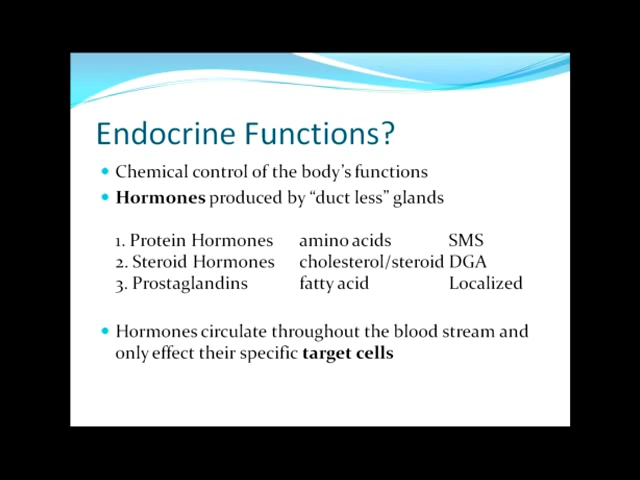 Endocrine Functions?
Chemical control of the body's functions
Hormones produced by "duct less" glands
1. Protein Hormones amino acids SMS
2. Steroid Hormones cholesterol/steroid DGA
3. Prostaglandins fatty acid Localized
Hormones circulate throughout the blood stream and
only effect their specific target cells